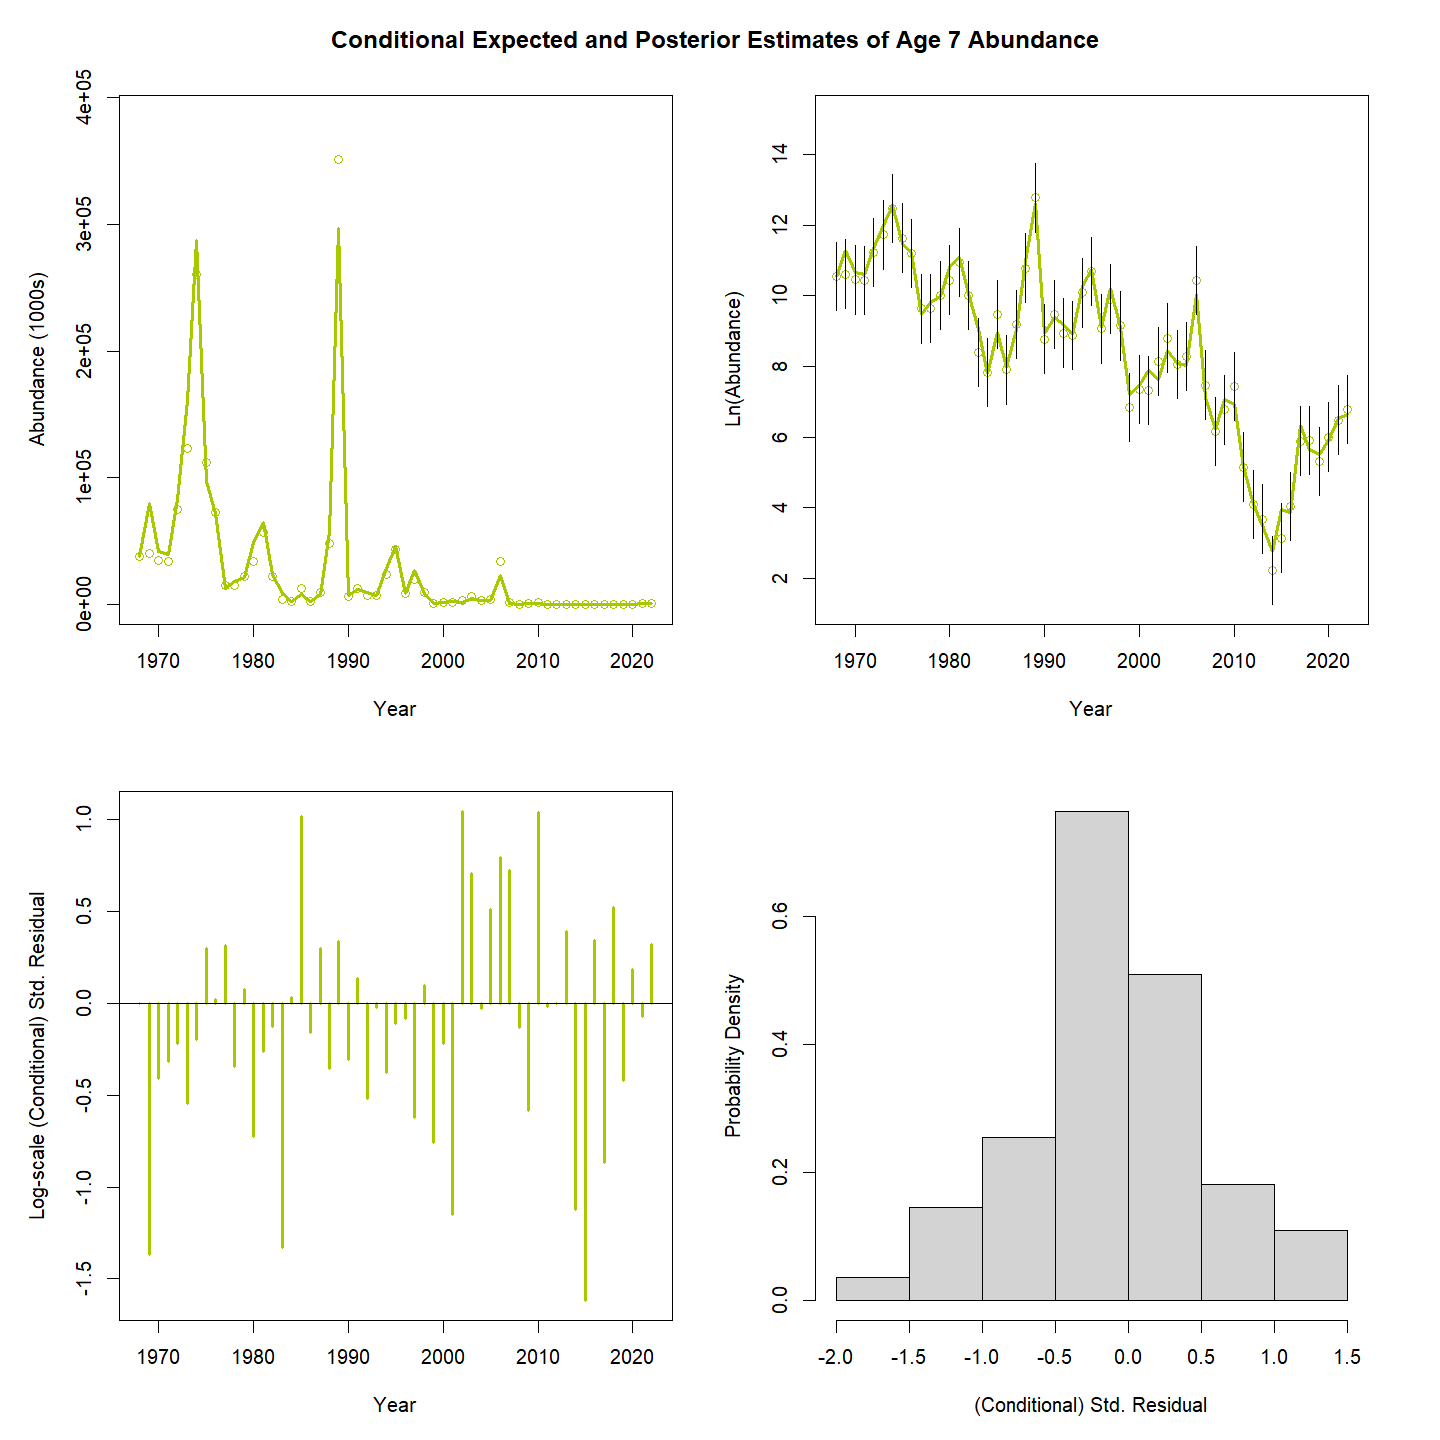 Conditional Expected and Posterior Estimates of Age 7 Abundance
Abundance (1000s)
4e+05
3e+05
2e+05
1e+05
0e+00
1970 1980 1990 2000 2010 2020
Year
Ln(Abundance)
14
12
10
8
6
4
2
1970 1980 1990 2000 2010 2020
Year
Log-scale (Conditional) Std. Residual
1.0
0.5
0.0
-0.5
-1.0
-1.5
1970 1980 1990 2000 2010 2020
Year
Probability Density
0.6
0.4
0.2
0.0
-2.0 -1.5 -1.0 -0.5 0.0 0.5 1.0 1.5
(Conditional) Std. Residual